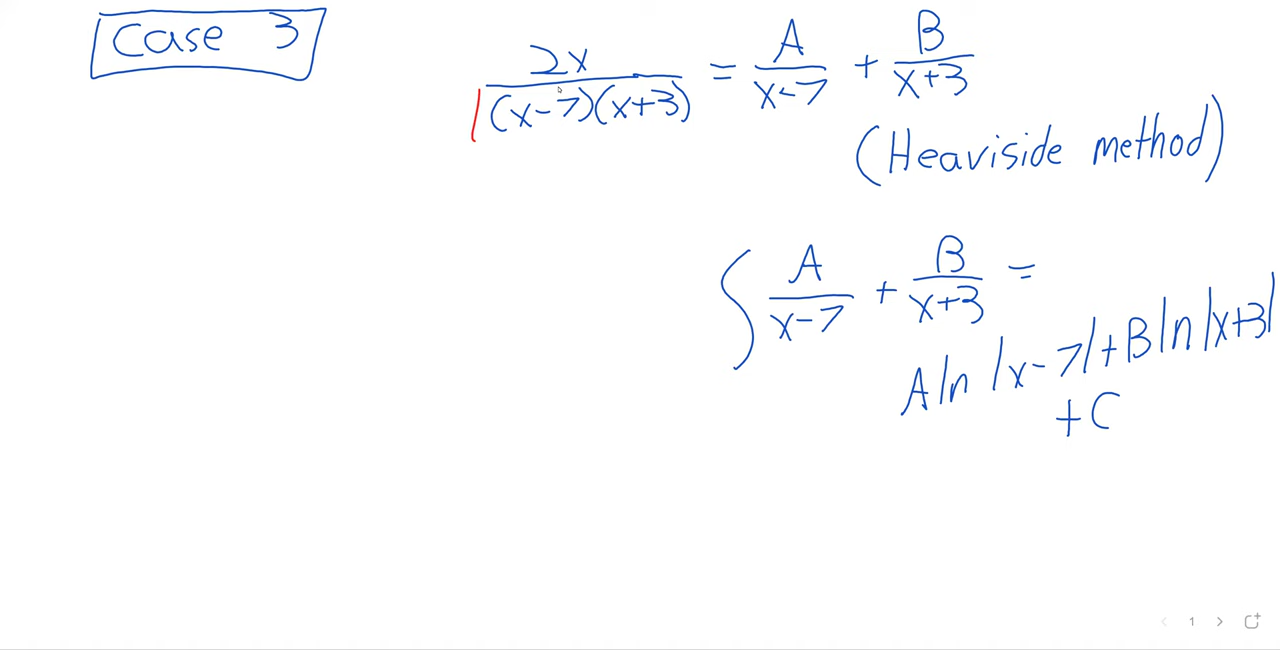 Case 3
2x/((x-7)(x+3)) = A/(x-7) + B/(x+3)
(Heaviside method)
∫ A/(x-7) + B/(x+3) =
A ln |x-7| + B ln |x+3|
+ C
1